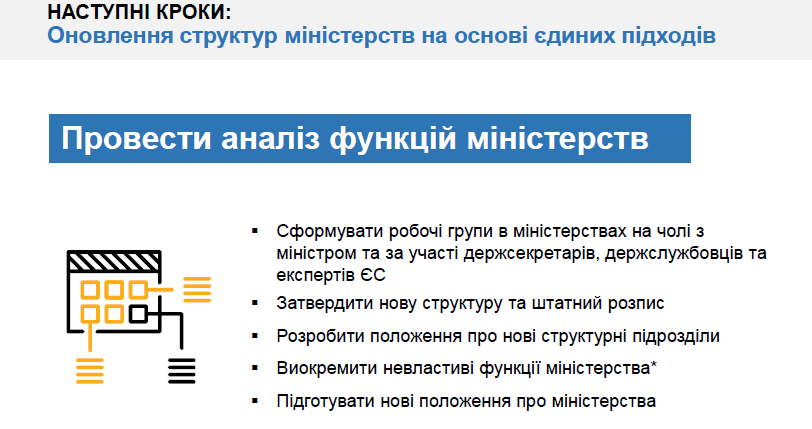 НАСТУПНІ КРОКИ:
Оновлення структур міністерств на основі єдиних підходів
Провести аналіз функцій міністерств
▪ Сформувати робочі групи в міністерствах на чолі з
міністром та за участі держсекретарів, держслужбовців та
експертів ЄС
▪ Затвердити нову структуру та штатний розпис
▪ Розробити положення про нові структурні підрозділи
▪ Виокремити невластиві функції міністерства*
▪ Підготувати нові положення про міністерства